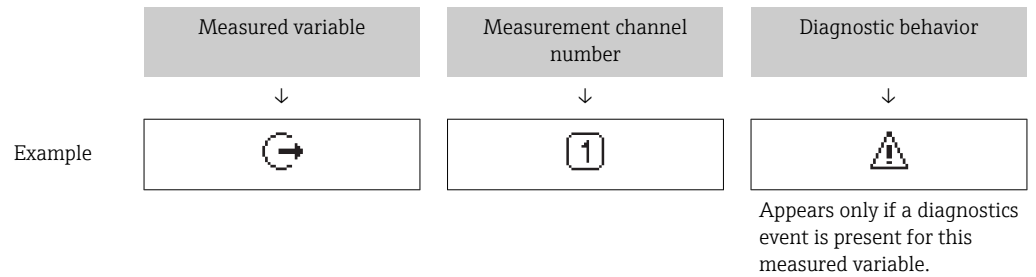 Measured variable
Measurement channel
number
Diagnostic behavior
↓ ↓ ↓
Example
1
Appears only if a diagnostics
event is present for this
measured variable.